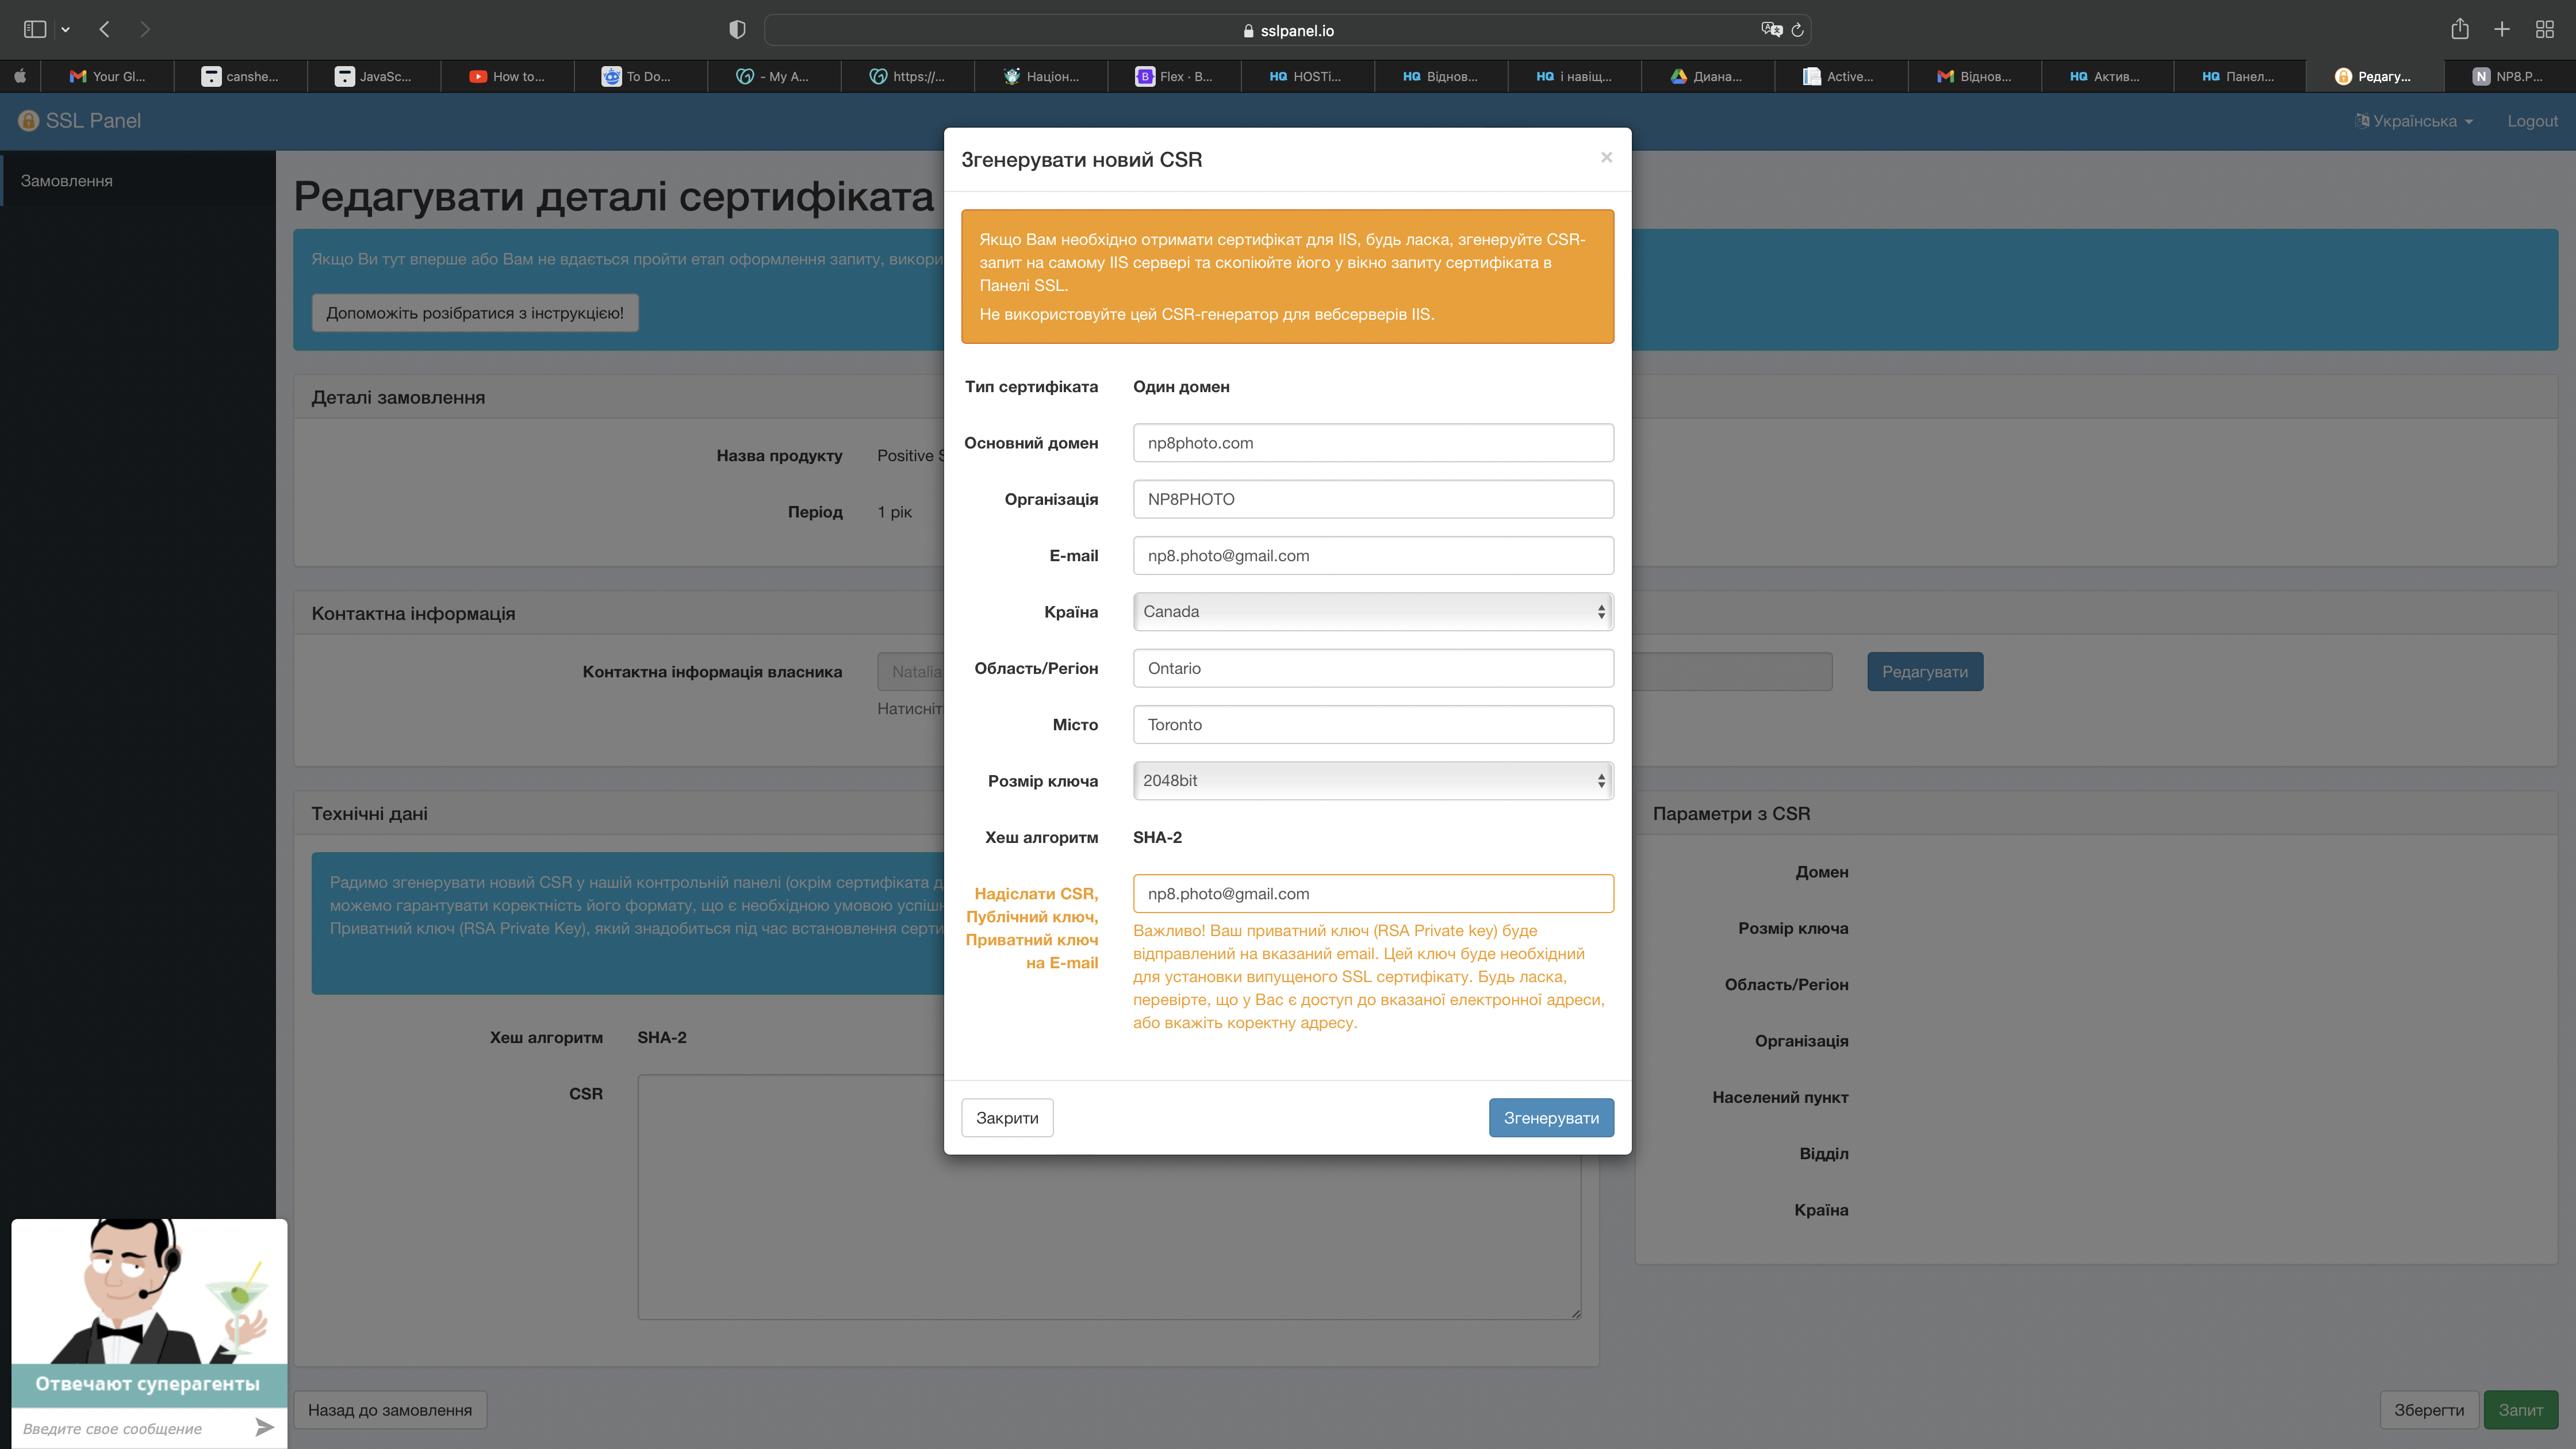 sslpanel.io
Your Gl...
canshe...
JavaSc...
How to...
To Do...
- My A...
https://...
Націон...
B Flex · B...
HQ HOSTi...
HQ Віднов...
HQ і навіщ...
Диана...
Active...
Віднов...
HQ Актив...
HQ Панел...
Редагу...
N NP8.P...
SSL Panel
Українська
Logout
Замовлення
Редагувати деталі сертифіката
Якщо Ви тут вперше або Вам не вдається пройти етап оформлення запиту, викори
Допоможіть розібратися з інструкцією!
Деталі замовлення
Назва продукту Positive S
Період 1 рік
Контактна інформація
Контактна інформація власника Natalia
Редагувати
Натисніт
Технічні дані
Радимо згенерувати новий CSR у нашій контрольній панелі (окрім сертифіката д
можемо гарантувати коректність його формату, що є необхідною умовою успішн
Приватний ключ (RSA Private Key), який знадобиться під час встановлення серти
Хеш алгоритм SHA-2
CSR
Згенерувати новий CSR
×
Якщо Вам необхідно отримати сертифікат для IIS, будь ласка, згенеруйте CSR-
запит на самому IIS сервері та скопіюйте його у вікно запиту сертифіката в
Панелі SSL.
Не використовуйте цей CSR-генератор для вебсерверів IIS.
Тип сертифіката Один домен
Основний домен np8photo.com
Організація NP8PHOTO
E-mail np8.photo@gmail.com
Країна Canada
Область/Регіон Ontario
Місто Toronto
Розмір ключа 2048bit
Хеш алгоритм SHA-2
Надіслати CSR,
Публічний ключ,
Приватний ключ
на E-mail
np8.photo@gmail.com
Важливо! Ваш приватний ключ (RSA Private key) буде
відправлений на вказаний email. Цей ключ буде необхідний
для установки випущеного SSL сертифікату. Будь ласка,
перевірте, що у Вас є доступ до вказаної електронної адреси,
або вкажіть коректну адресу.
Закрити
Згенерувати
Параметри з CSR
Домен
Розмір ключа
Область/Регіон
Організація
Населений пункт
Відділ
Країна
Отвечают суперагенты
Введите свое сообщение
Назад до замовлення
Зберегти
Запит